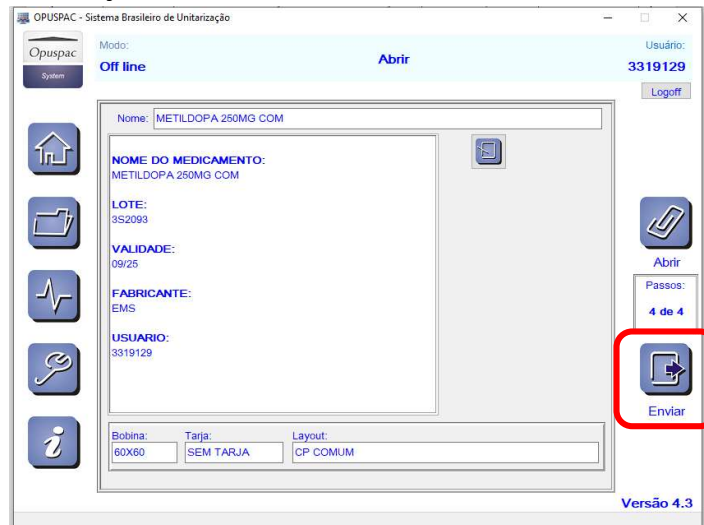 OPUSPAC - Sistema Brasileiro de Unitarização
Opuspac
System
Modo:
Off line
Abrir
Usuário:
3319129
Logoff
Nome: METILDOPA 250MG COM
NOME DO MEDICAMENTO:
METILDOPA 250MG COM
LOTE:
3S2093
VALIDADE:
09/25
FABRICANTE:
EMS
USUARIO:
3319129
Abrir
Passos:
4 de 4
Enviar
Bobina: Tarja: Layout:
60X60 SEM TARJA CP COMUM
Versão 4.3